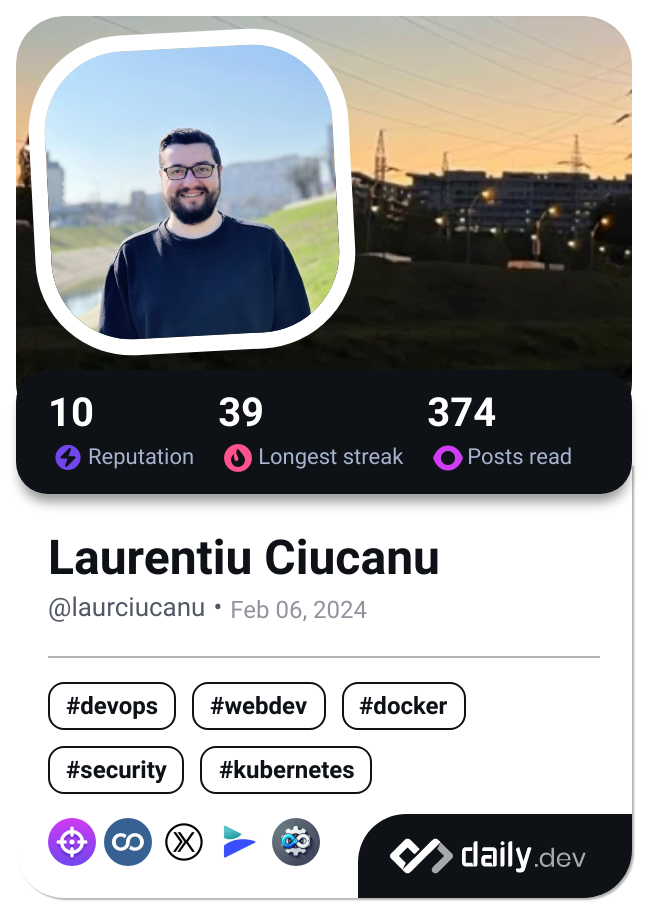 10 39 374
Reputation Longest streak Posts read
Laurentiu Ciucanu
@laurciucanu • Feb 06, 2024
#devops #webdev #docker
#security #kubernetes
daily.dev